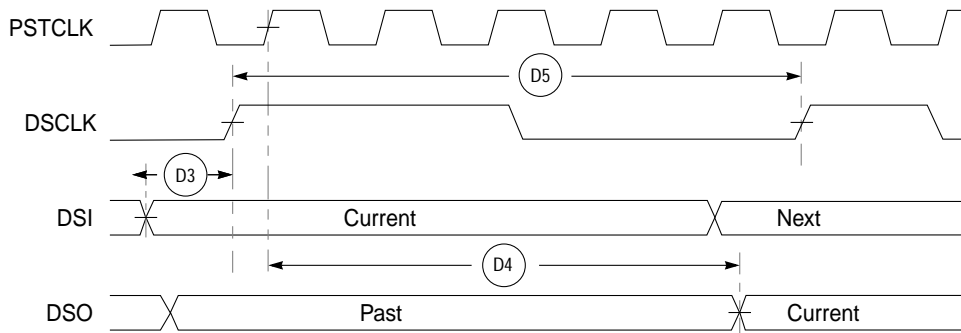 PSTCLK
D5
DSCLK
D3
DSI Current Next
D4
DSO Past Current